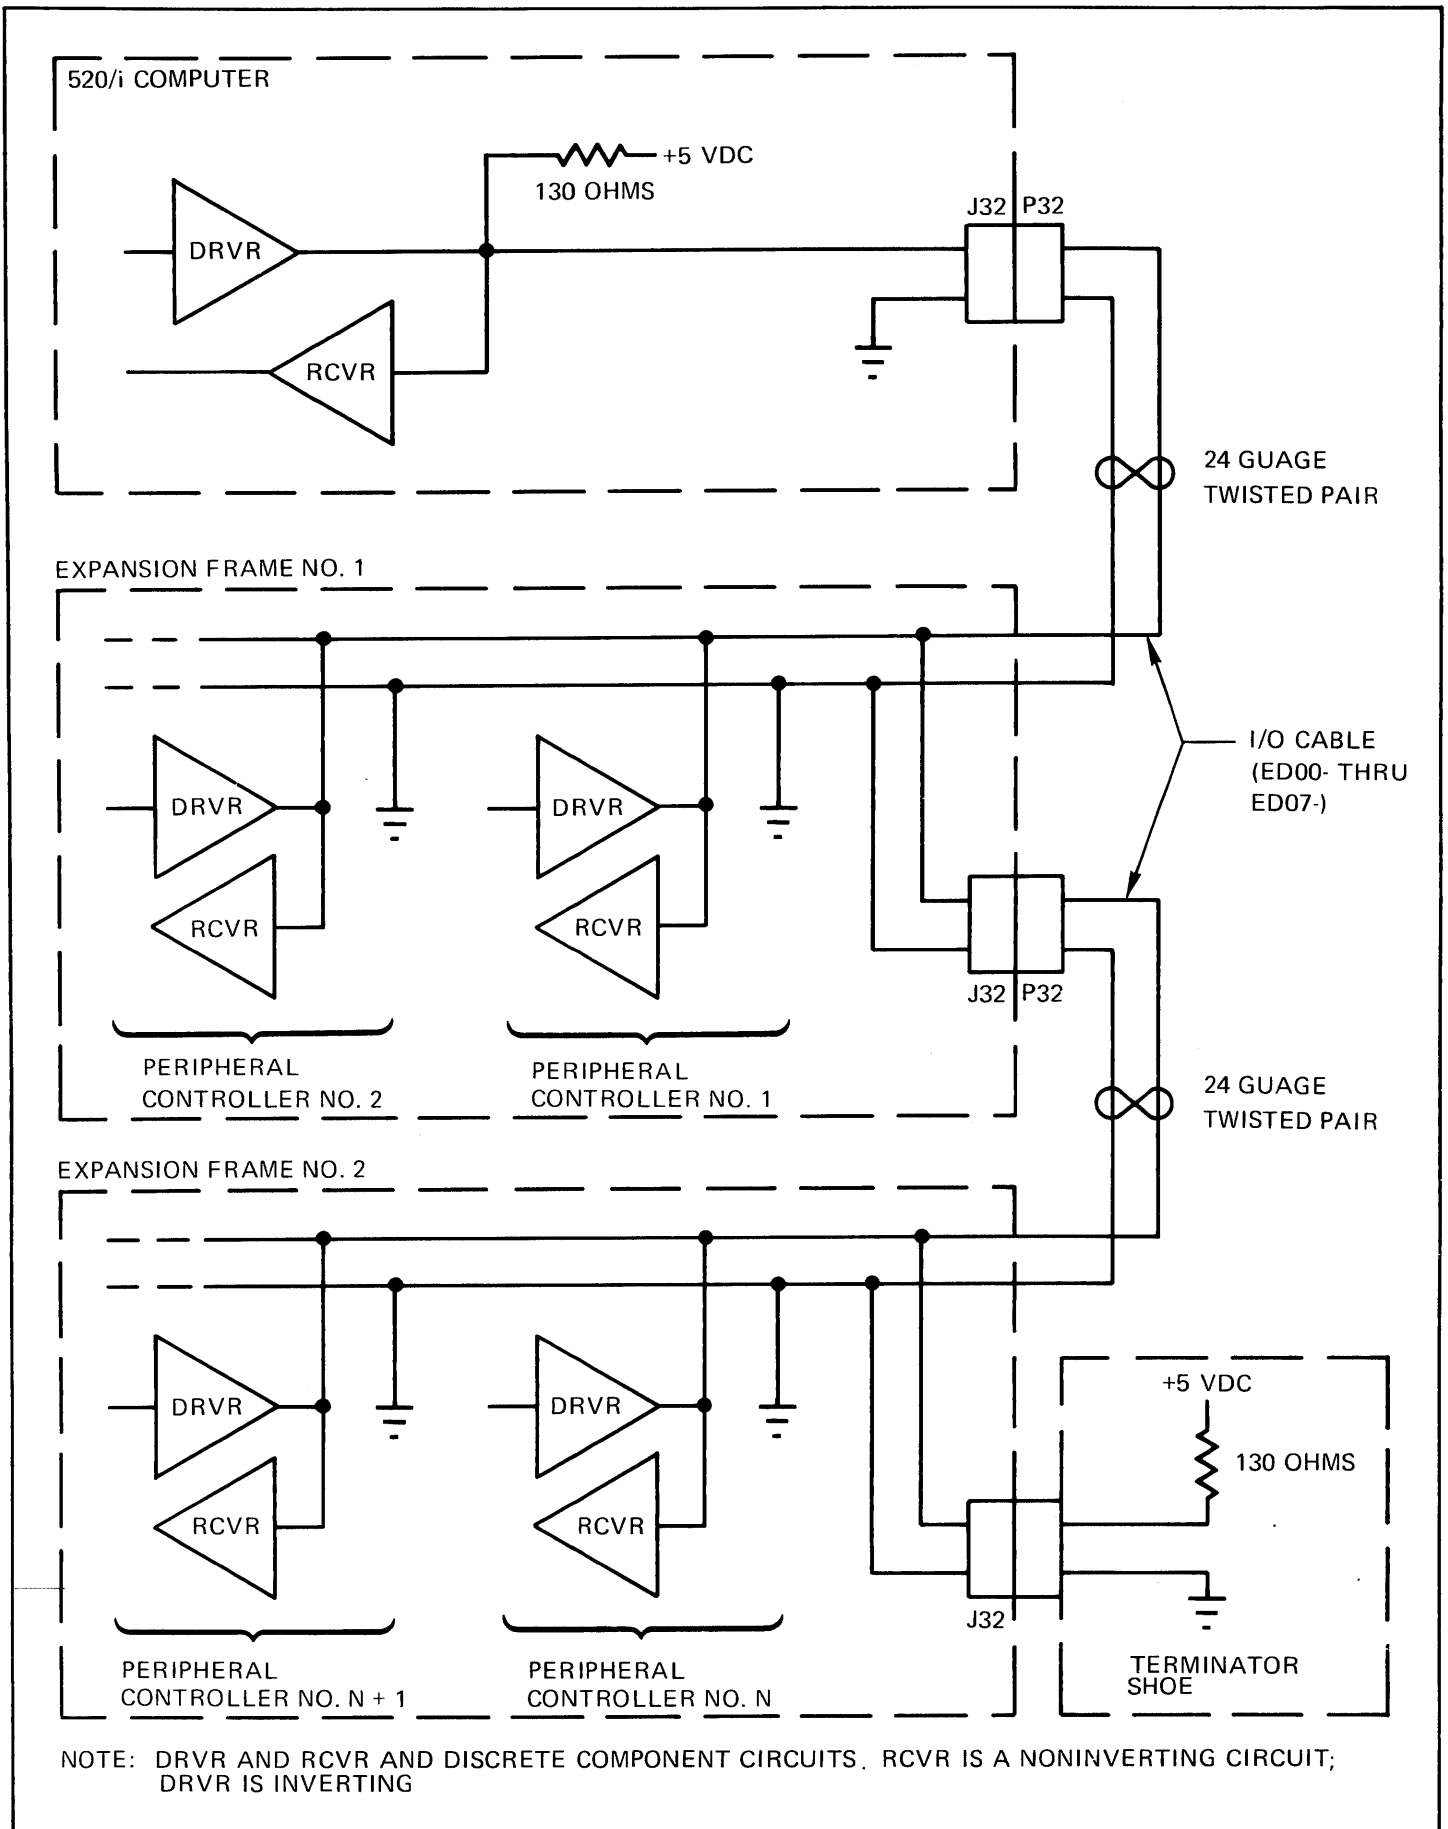 520/i COMPUTER
+5 VDC
130 OHMS
DRVR
J32 P32
RCVR
24 GUAGE
TWISTED PAIR
EXPANSION FRAME NO. 1
I/O CABLE
(ED00- THRU
ED07-)
DRVR
DRVR
RCVR
RCVR
J32 P32
PERIPHERAL
CONTROLLER NO. 2
PERIPHERAL
CONTROLLER NO. 1
24 GUAGE
TWISTED PAIR
EXPANSION FRAME NO. 2
+5 VDC
DRVR
DRVR
130 OHMS
RCVR
RCVR
J32
PERIPHERAL
CONTROLLER NO. N + 1
PERIPHERAL
CONTROLLER NO. N
TERMINATOR
SHOE
NOTE: DRVR AND RCVR AND DISCRETE COMPONENT CIRCUITS. RCVR IS A NONINVERTING CIRCUIT;
DRVR IS INVERTING